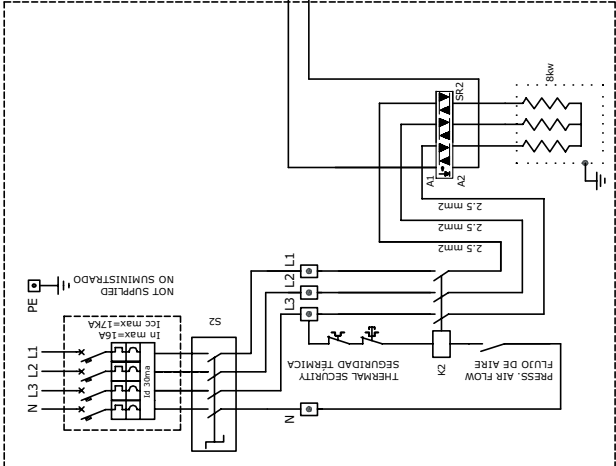 8kw
SR2
A1
A2
2.5 mm2
2.5 mm2
2.5 mm2
L1
L2
L3
PE
NOT SUPPLIED
NO SUMINISTRADO
In max=16A
Icc max=17KA
S2
L1
L2
L3
N
Id 30ma
THERMAL SECURITY
SEGURIDAD TÉRMICA
K2
PRESS. AIR FLOW
FLUJO DE AIRE
N